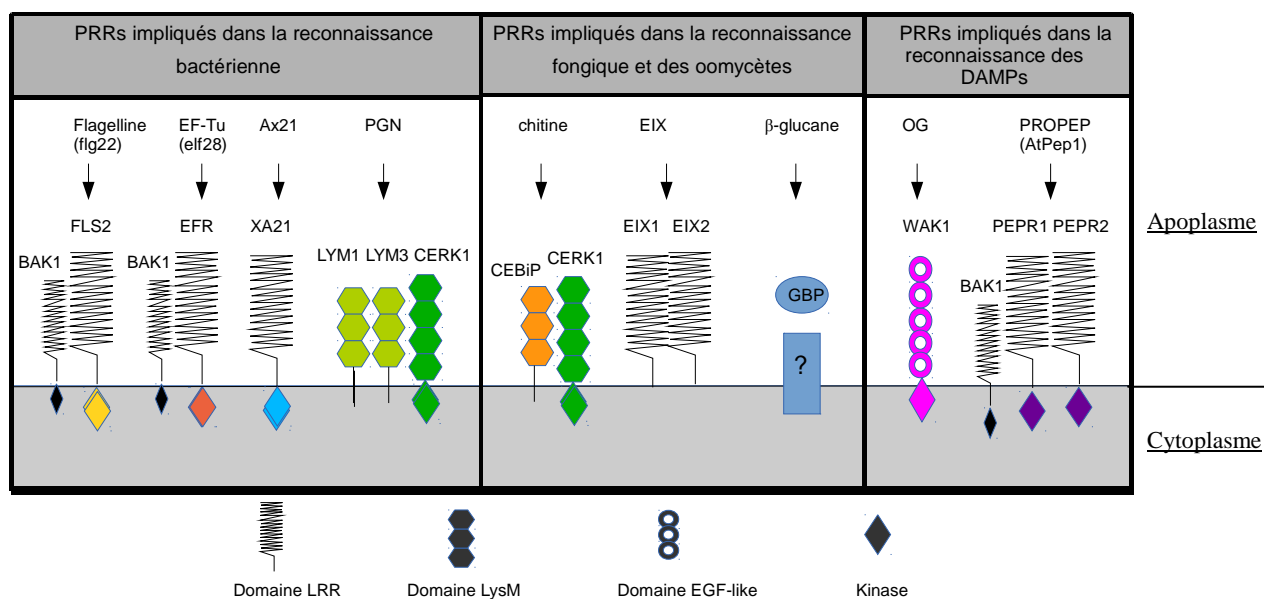 PRRs impliqués dans la reconnaissance
bactérienne
PRRs impliqués dans la reconnaissance
fongique et des oomycètes
PRRs impliqués dans la
reconnaissance des
DAMPs
Flagelline
(flg22)
EF-Tu
(elf28)
Ax21
PGN
chitine
EIX
β-glucane
OG
PROPEP
(AtPep1)
FLS2
BAK1
EFR
BAK1
XA21
LYM1 LYM3 CERK1
CEBiP
CERK1
EIX1 EIX2
GBP
?
WAK1
BAK1
PEPR1 PEPR2
Apoplasme
Cytoplasme
Domaine LRR
Domaine LysM
Domaine EGF-like
Kinase